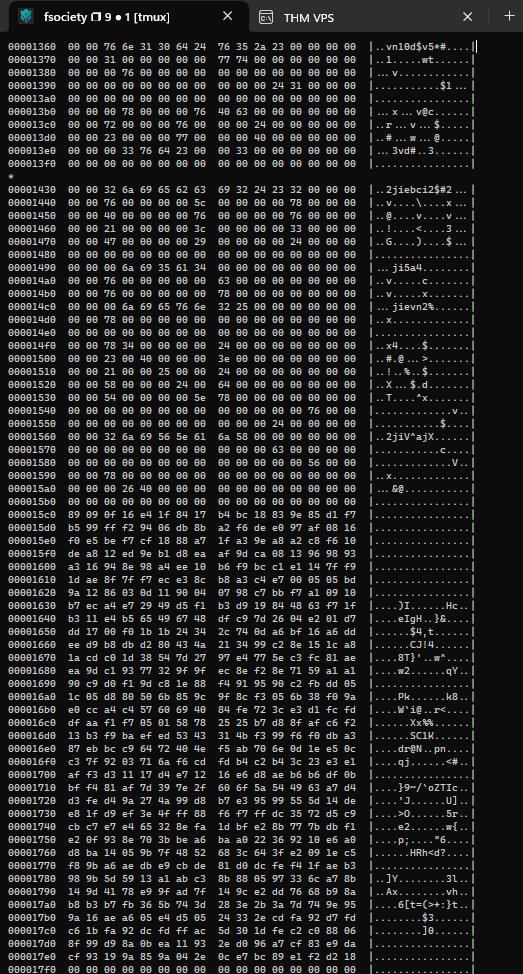 fsociety 🗇 9 ● 1 [tmux]
THM VPS
00001360 00 00 76 6e 31 30 64 24 76 35 2a 23 00 00 00 00 |..vn10d$v5*#....|
00001370 00 00 31 00 00 00 00 00 77 74 00 00 00 00 00 00 |..1.....wt......|
00001380 00 00 00 76 00 00 00 00 00 00 00 00 00 00 00 00 |...v............|
00001390 00 00 00 00 00 00 00 00 00 00 00 24 31 00 00 00 |...........$1...|
000013a0 00 00 00 00 00 00 00 00 00 00 00 00 00 00 00 00 |................|
000013b0 00 00 00 78 00 00 00 76 40 63 00 00 00 00 00 00 |...x...v@c......|
000013c0 00 00 72 00 00 00 76 00 00 00 24 00 00 00 00 00 |..r...v...$.....|
000013d0 00 00 23 00 00 00 77 00 00 00 40 00 00 00 00 00 |..#...w...@.....|
000013e0 00 00 00 33 76 64 23 00 00 33 00 00 00 00 00 00 |...3vd#..3......|
000013f0 00 00 00 00 00 00 00 00 00 00 00 00 00 00 00 00 |................|
*
00001430 00 00 32 6a 69 65 62 63 69 32 24 23 32 00 00 00 |..2jiebci2$#2...|
00001440 00 00 76 00 00 00 00 5c 00 00 00 00 78 00 00 00 |..v....\....x...|
00001450 00 00 40 00 00 00 00 76 00 00 00 00 76 00 00 00 |..@....v....v...|
00001460 00 00 21 00 00 00 00 3c 00 00 00 00 33 00 00 00 |..!....<....3...|
00001470 00 00 47 00 00 00 00 29 00 00 00 00 24 00 00 00 |..G....)....$...|
00001480 00 00 00 00 00 00 00 00 00 00 00 00 00 00 00 00 |................|
00001490 00 00 00 6a 69 35 61 34 00 00 00 00 00 00 00 00 |...ji5a4........|
000014a0 00 00 76 00 00 00 00 00 63 00 00 00 00 00 00 00 |..v.....c.......|
000014b0 00 00 76 00 00 00 00 00 78 00 00 00 00 00 00 00 |..v.....x.......|
000014c0 00 00 00 6a 69 65 76 6e 32 25 00 00 00 00 00 00 |...jievn2%......|
000014d0 00 00 78 00 00 00 00 00 00 00 00 00 00 00 00 00 |..x.............|
000014e0 00 00 00 00 00 00 00 00 00 00 00 00 00 00 00 00 |................|
000014f0 00 00 78 34 00 00 00 00 24 00 00 00 00 00 00 00 |..x4....$.......|
00001500 00 00 23 00 40 00 00 00 3e 00 00 00 00 00 00 00 |..#.@...>.......|
00001510 00 00 21 00 00 25 00 00 24 00 00 00 00 00 00 00 |..!..%..$.......|
00001520 00 00 58 00 00 00 24 00 64 00 00 00 00 00 00 00 |..X...$.d.......|
00001530 00 00 54 00 00 00 00 5e 78 00 00 00 00 00 00 00 |..T....^x.......|
00001540 00 00 00 00 00 00 00 00 00 00 00 00 00 76 00 00 |.............v..|
00001550 00 00 00 00 00 00 00 00 00 00 00 24 00 00 00 00 |...........$....|
00001560 00 00 32 6a 69 56 5e 61 6a 58 00 00 00 00 00 00 |..2jiV^ajX......|
00001570 00 00 00 00 00 00 00 00 00 00 00 63 00 00 00 00 |...........c....|
00001580 00 00 00 00 00 00 00 00 00 00 00 00 00 56 00 00 |.............V..|
00001590 00 00 78 00 00 00 00 00 00 00 00 00 00 00 00 00 |..x.............|
000015a0 00 00 00 26 40 00 00 00 00 00 00 00 00 00 00 00 |...&@...........|
000015b0 00 00 00 00 00 00 00 00 00 00 00 00 00 00 00 00 |................|
000015c0 89 09 0f 16 e4 1f 84 17 b4 bc 18 83 9e 85 d1 f7 |................|
000015d0 b5 99 ff f2 94 06 db 8b a2 f6 de e0 97 af 08 16 |................|
000015e0 f0 e5 be f7 cf 18 88 a7 1f a3 9e a8 a2 c8 f6 10 |................|
000015f0 de a8 12 ed 9e b1 d8 ea af 9d ca 08 13 96 98 93 |................|
00001600 a3 16 94 8e 98 a4 ee 10 b6 f9 bc c1 e1 14 7f f9 |................|
00001610 1d ae 8f 7f f7 ec e3 8c b8 a3 c4 e7 00 05 05 bd |................|
00001620 9a 12 86 03 0d 11 90 04 07 98 c7 bb f7 a1 09 10 |................|
00001630 b7 ec a4 e7 29 49 d5 f1 b3 d9 19 84 48 63 f7 1f |....)I......Hc..|
00001640 b3 11 e4 b5 65 49 67 48 df c9 7d 26 04 e2 01 d7 |....eIgH..}&....|
00001650 dd 17 00 f0 1b 1b 24 34 2c 74 0d a6 bf 16 a6 dd |......$4,t......|
00001660 ee d9 b8 db d2 80 43 4a 21 34 99 c2 8e 15 1c a8 |......CJ!4......|
00001670 1a cd c0 1d 38 54 7d 27 97 e4 77 5e c3 fc 81 ae |....8T}'..w^....|
00001680 ea 9d c1 93 77 32 9f 9f ec 8e f2 8e 71 59 a1 a1 |....w2......qY..|
00001690 90 c9 d0 f1 9d c8 1e 88 f4 91 95 90 c2 fb dd 05 |................|
000016a0 1c 05 d8 80 50 6b 85 9c 9f 8c f3 05 6b 38 f0 9a |....Pk......k8..|
000016b0 e0 cc a4 c4 57 60 69 40 84 fe 72 3c e3 d1 fc fd |....W`i@..r<....|
000016c0 df aa f1 f7 05 01 58 78 25 25 b7 d8 8f af c6 f2 |......Xx%%......|
000016d0 13 b3 f9 ba ef ed 53 43 31 4b f3 99 f6 f0 db a3 |......SC1K......|
000016e0 87 eb bc c9 64 72 40 4e f5 ab 70 6e 0d 1e 5c 0c |....dr@N..pn....|
000016f0 c3 7f 92 03 71 6a f6 cd fd b4 c2 b4 3c 23 e3 e1 |....qj......<#..|
00001700 af f3 d3 11 17 d4 e7 12 16 e6 d8 ae b6 b6 df 0b |................|
00001710 bf f4 81 af 7d 39 7e 2f 60 6f 5a 54 49 63 a7 d4 |....}9~/`oZTIc..|
00001720 d3 fe d4 9a 27 4a 99 d8 b7 e3 95 99 55 5d 14 de |....'J......U]..|
00001730 e8 1f d9 ef 3e 4f ff 88 f6 f7 ff dc 35 72 d5 c9 |....>O......5r..|
00001740 cb c7 e7 e4 65 32 8e fa 1d bf e2 8b 77 7b db f1 |....e2......w{..|
00001750 e2 0f 93 8e 70 3b be a6 ba a0 22 36 92 10 e6 a0 |....p;...."6....|
00001760 d8 ba 14 05 9b 7f 48 52 68 3c 64 3f e2 09 1e c5 |......HRh<d?....|
00001770 f8 9b a6 ae db e9 cb de 81 d0 dc fe f4 1f ae b3 |................|
00001780 98 9b 5d 59 13 a1 ab c3 8b 88 05 97 33 6c a7 8b |..]Y........3l..|
00001790 14 9d 41 78 e9 9f ad 7f 14 9c e2 dd 76 68 b9 8a |..Ax........vh..|
000017a0 b8 b3 b7 fb 36 5b 74 3d 28 3e 2b 3a 7d 74 9e 95 |....6[t=(>+:}t..|
000017b0 9a 16 ae a6 05 e4 d5 05 24 33 2e cd fa 92 d7 fd |........$3......|
000017c0 c6 1b fa 92 dc fd ff ac 5d 30 1d fe c2 c0 88 06 |........]0......|
000017d0 8f 99 d9 8a 0b ea 11 93 2e d0 96 a7 cf 83 e9 da |................|
000017e0 cf 93 19 9a 85 9a 04 2e 0c e7 bc 89 e1 f2 d2 18 |................|
000017f0 00 00 00 00 00 00 00 00 00 00 00 00 00 00 00 00 |................|